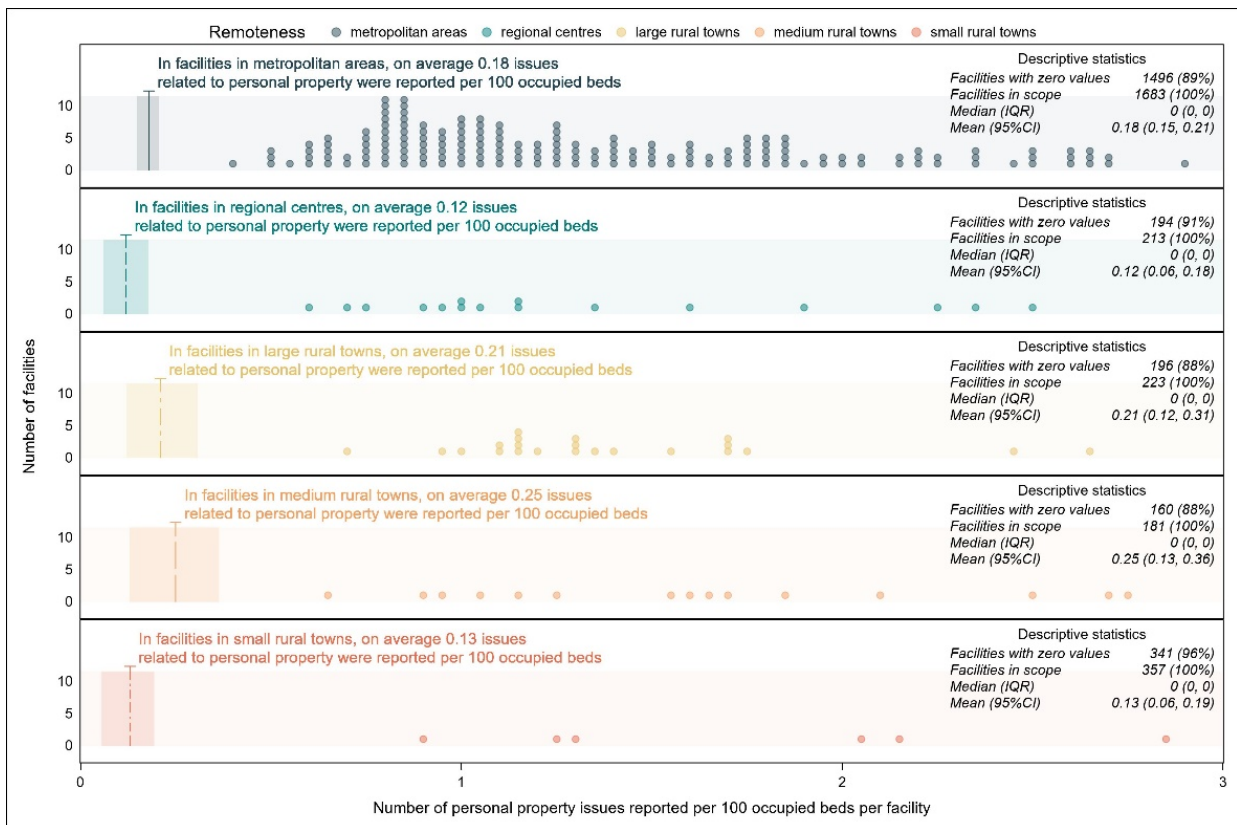 Remoteness metropolitan areas regional centres large rural towns medium rural towns small rural towns
In facilities in metropolitan areas, on average 0.18 issues
related to personal property were reported per 100 occupied beds
Descriptive statistics
Facilities with zero values 1496 (89%)
Facilities in scope 1683 (100%)
Median (IQR) 0 (0, 0)
Mean (95%CI) 0.18 (0.15, 0.21)
10
5
0
In facilities in regional centres, on average 0.12 issues
related to personal property were reported per 100 occupied beds
Descriptive statistics
Facilities with zero values 194 (91%)
Facilities in scope 213 (100%)
Median (IQR) 0 (0, 0)
Mean (95%CI) 0.12 (0.06, 0.18)
10
5
0
Number of facilities
In facilities in large rural towns, on average 0.21 issues
related to personal property were reported per 100 occupied beds
Descriptive statistics
Facilities with zero values 196 (88%)
Facilities in scope 223 (100%)
Median (IQR) 0 (0, 0)
Mean (95%CI) 0.21 (0.12, 0.31)
10
5
0
In facilities in medium rural towns, on average 0.25 issues
related to personal property were reported per 100 occupied beds
Descriptive statistics
Facilities with zero values 160 (88%)
Facilities in scope 181 (100%)
Median (IQR) 0 (0, 0)
Mean (95%CI) 0.25 (0.13, 0.36)
10
5
0
In facilities in small rural towns, on average 0.13 issues
related to personal property were reported per 100 occupied beds
Descriptive statistics
Facilities with zero values 341 (96%)
Facilities in scope 357 (100%)
Median (IQR) 0 (0, 0)
Mean (95%CI) 0.13 (0.06, 0.19)
10
5
0
0 1 2 3
Number of personal property issues reported per 100 occupied beds per facility